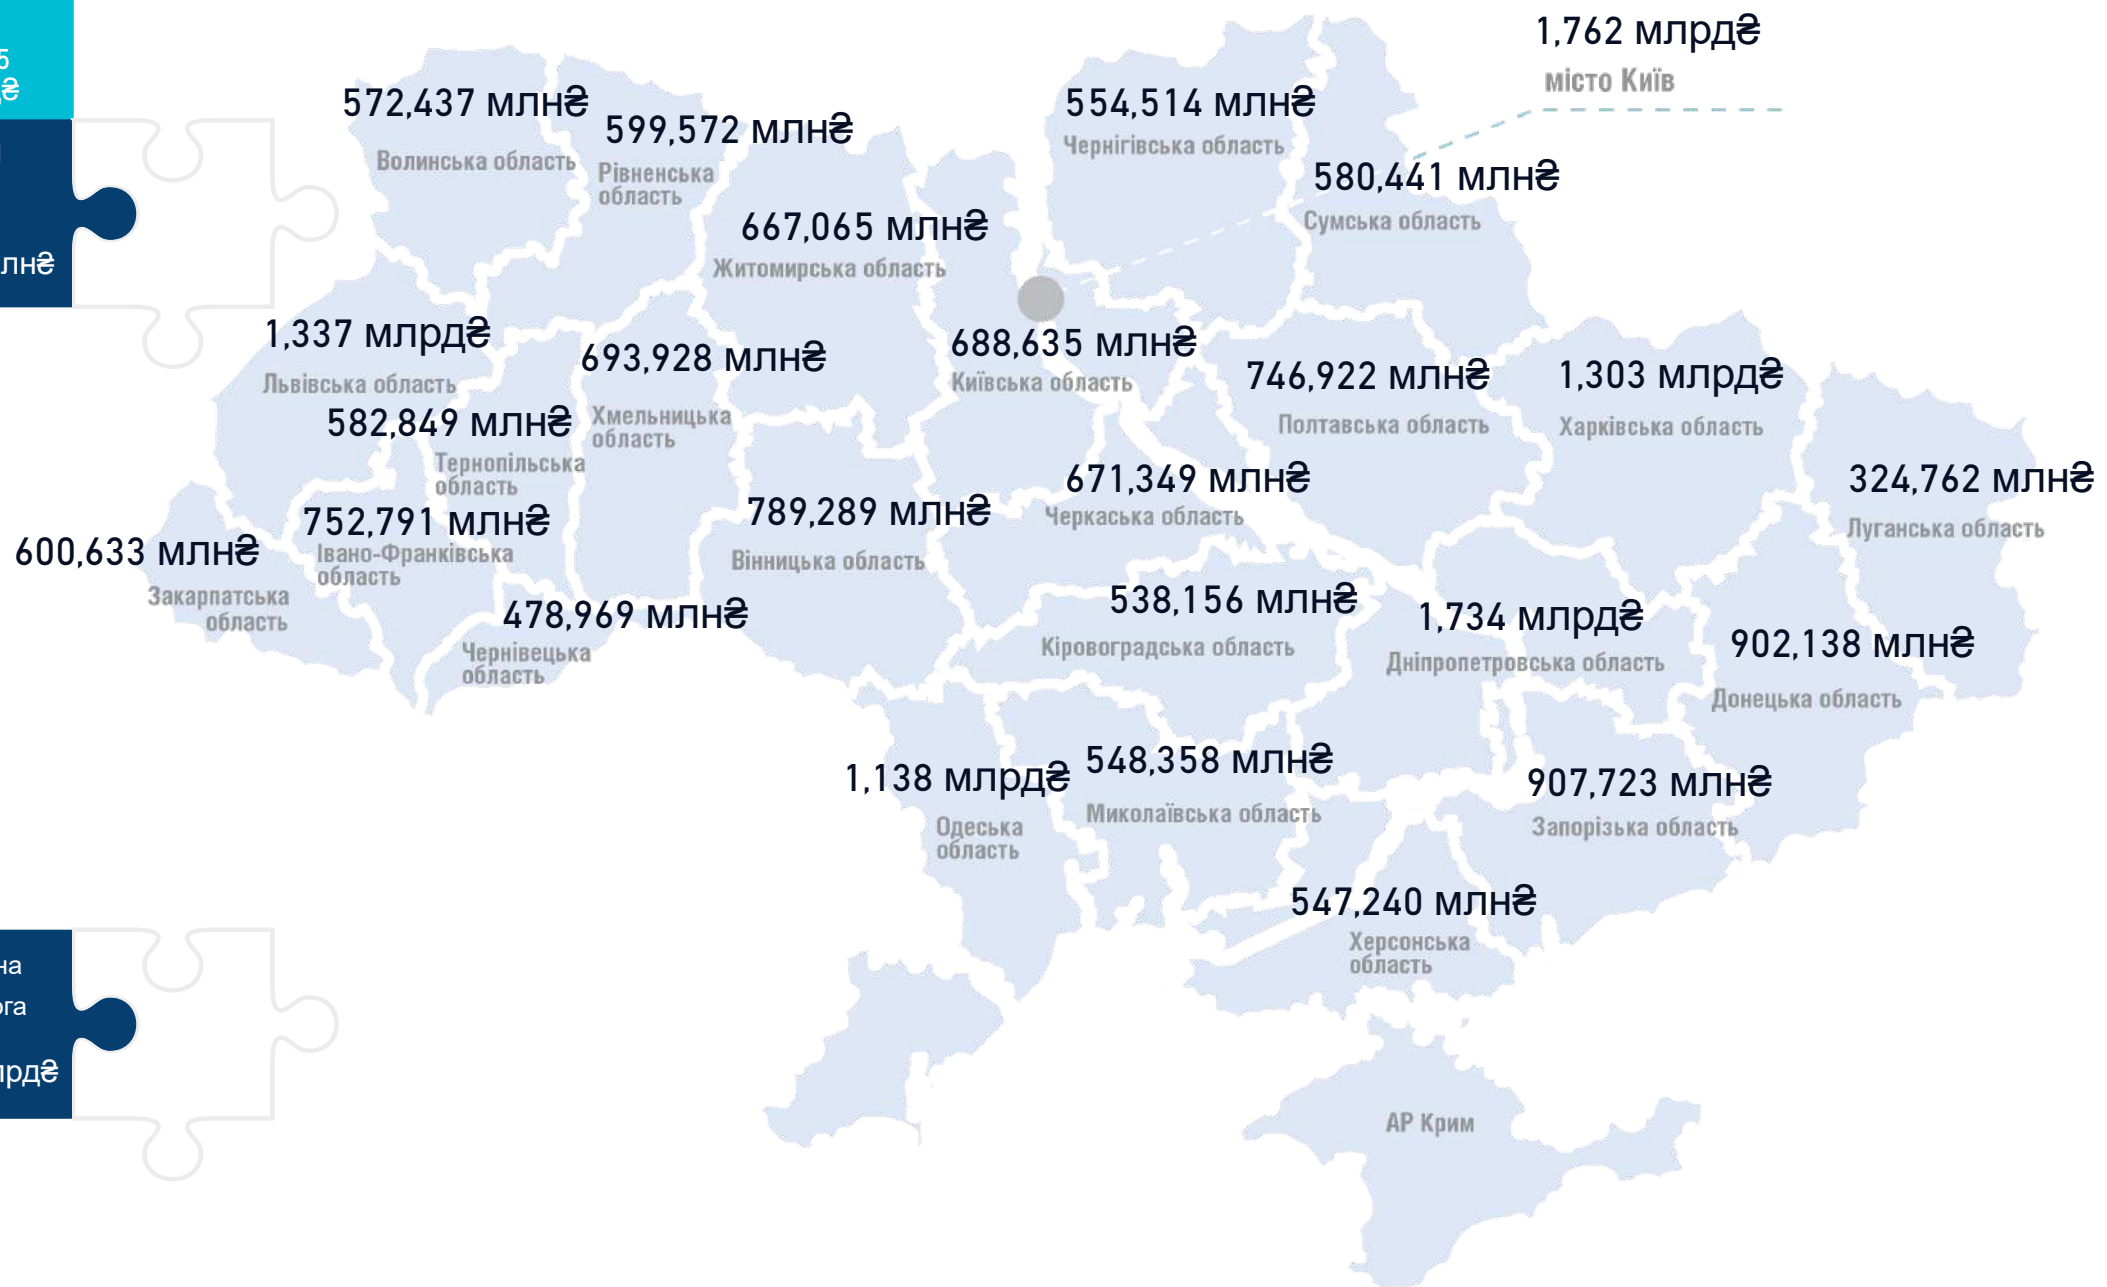 5
₴
лн₴
на
ога
лрд₴
1,762 млрд₴
місто Київ
572,437 млн₴
Волинська область
599,572 млн₴
Рівненська
область
554,514 млн₴
Чернігівська область
580,441 млн₴
Сумська область
667,065 млн₴
Житомирська область
1,337 млрд₴
Львівська область
693,928 млн₴
Хмельницька
область
688,635 млн₴
Київська область
746,922 млн₴
Полтавська область
1,303 млрд₴
Харківська область
582,849 млн₴
Тернопільська
область
671,349 млн₴
Черкаська область
324,762 млн₴
Луганська область
752,791 млн₴
Івано-Франківська
область
789,289 млн₴
Вінницька область
600,633 млн₴
Закарпатська
область
478,969 млн₴
Чернівецька
область
538,156 млн₴
Кіровоградська область
1,734 млрд₴
Дніпропетровська область
902,138 млн₴
Донецька область
1,138 млрд₴
Одеська
область
548,358 млн₴
Миколаївська область
907,723 млн₴
Запорізька область
547,240 млн₴
Херсонська
область
АР Крим